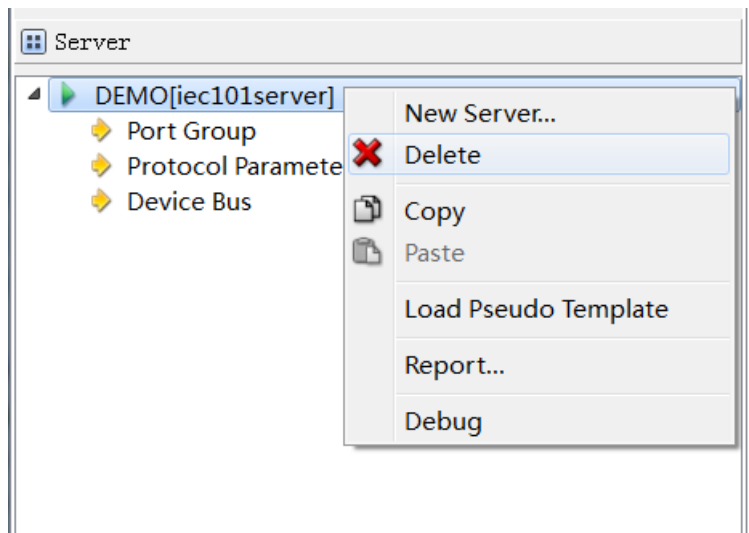 Server
DEMO[iec101server]
Port Group
Protocol Paramete
Device Bus
New Server...
Delete
Copy
Paste
Load Pseudo Template
Report...
Debug